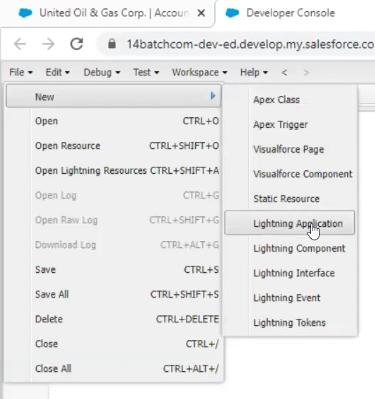 United Oil & Gas Corp. | Accoun
Developer Console
14batchcom-dev-ed.develop.my.salesforce.co
File Edit Debug Test Workspace Help < >
New
Open CTRL+O
Open Resource CTRL+SHIFT+O
Open Lightning Resources CTRL+SHIFT+A
Open Log CTRL+G
Open Raw Log CTRL+SHIFT+G
Download Log CTRL+ALT+G
Save CTRL+S
Save All CTRL+SHIFT+S
Delete CTRL+DELETE
Close CTRL+/
Close All CTRL+ALT+/
Apex Class
Apex Trigger
Visualforce Page
Visualforce Component
Static Resource
Lightning Application
Lightning Component
Lightning Interface
Lightning Event
Lightning Tokens